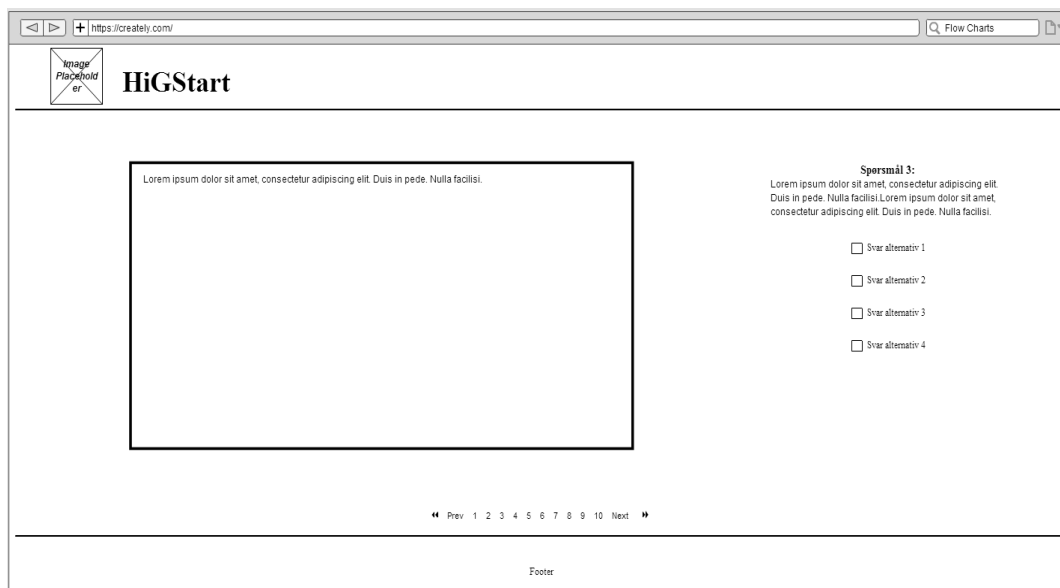 https://creately.com/
Flow Charts
Image
Placehold
er
HiGStart
Lorem ipsum dolor sit amet, consectetur adipiscing elit. Duis in pede. Nulla facilisi.
Spørsmål 3:
Lorem ipsum dolor sit amet, consectetur adipiscing elit.
Duis in pede. Nulla facilisi.Lorem ipsum dolor sit amet,
consectetur adipiscing elit. Duis in pede. Nulla facilisi.
Svar alternativ 1
Svar alternativ 2
Svar alternativ 3
Svar alternativ 4
Prev 1 2 3 4 5 6 7 8 9 10 Next
Footer